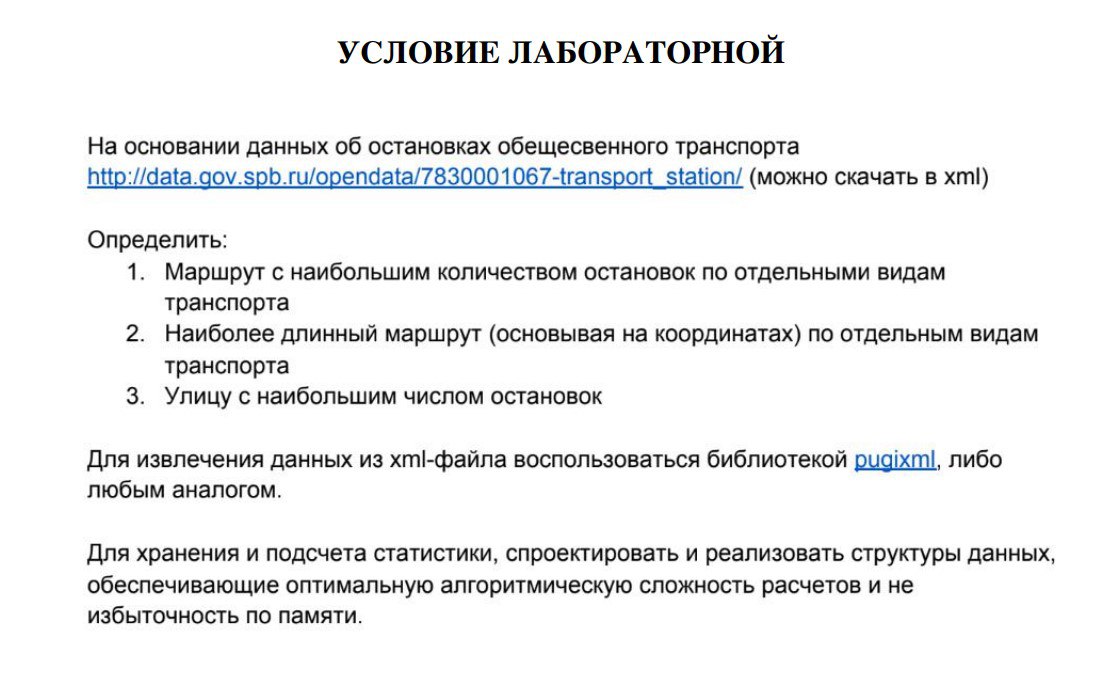 УСЛОВИЕ ЛАБОРАТОРНОЙ
На основании данных об остановках обещесвенного транспорта
http://data.gov.spb.ru/opendata/7830001067-transport_station/ (можно скачать в xml)
Определить:
1. Маршрут с наибольшим количеством остановок по отдельными видам
транспорта
2. Наиболее длинный маршрут (основывая на координатах) по отдельным видам
транспорта
3. Улицу с наибольшим числом остановок
Для извлечения данных из xml-файла воспользоваться библиотекой pugixml, либо
любым аналогом.
Для хранения и подсчета статистики, спроектировать и реализовать структуры данных,
обеспечивающие оптимальную алгоритмическую сложность расчетов и не
избыточность по памяти.